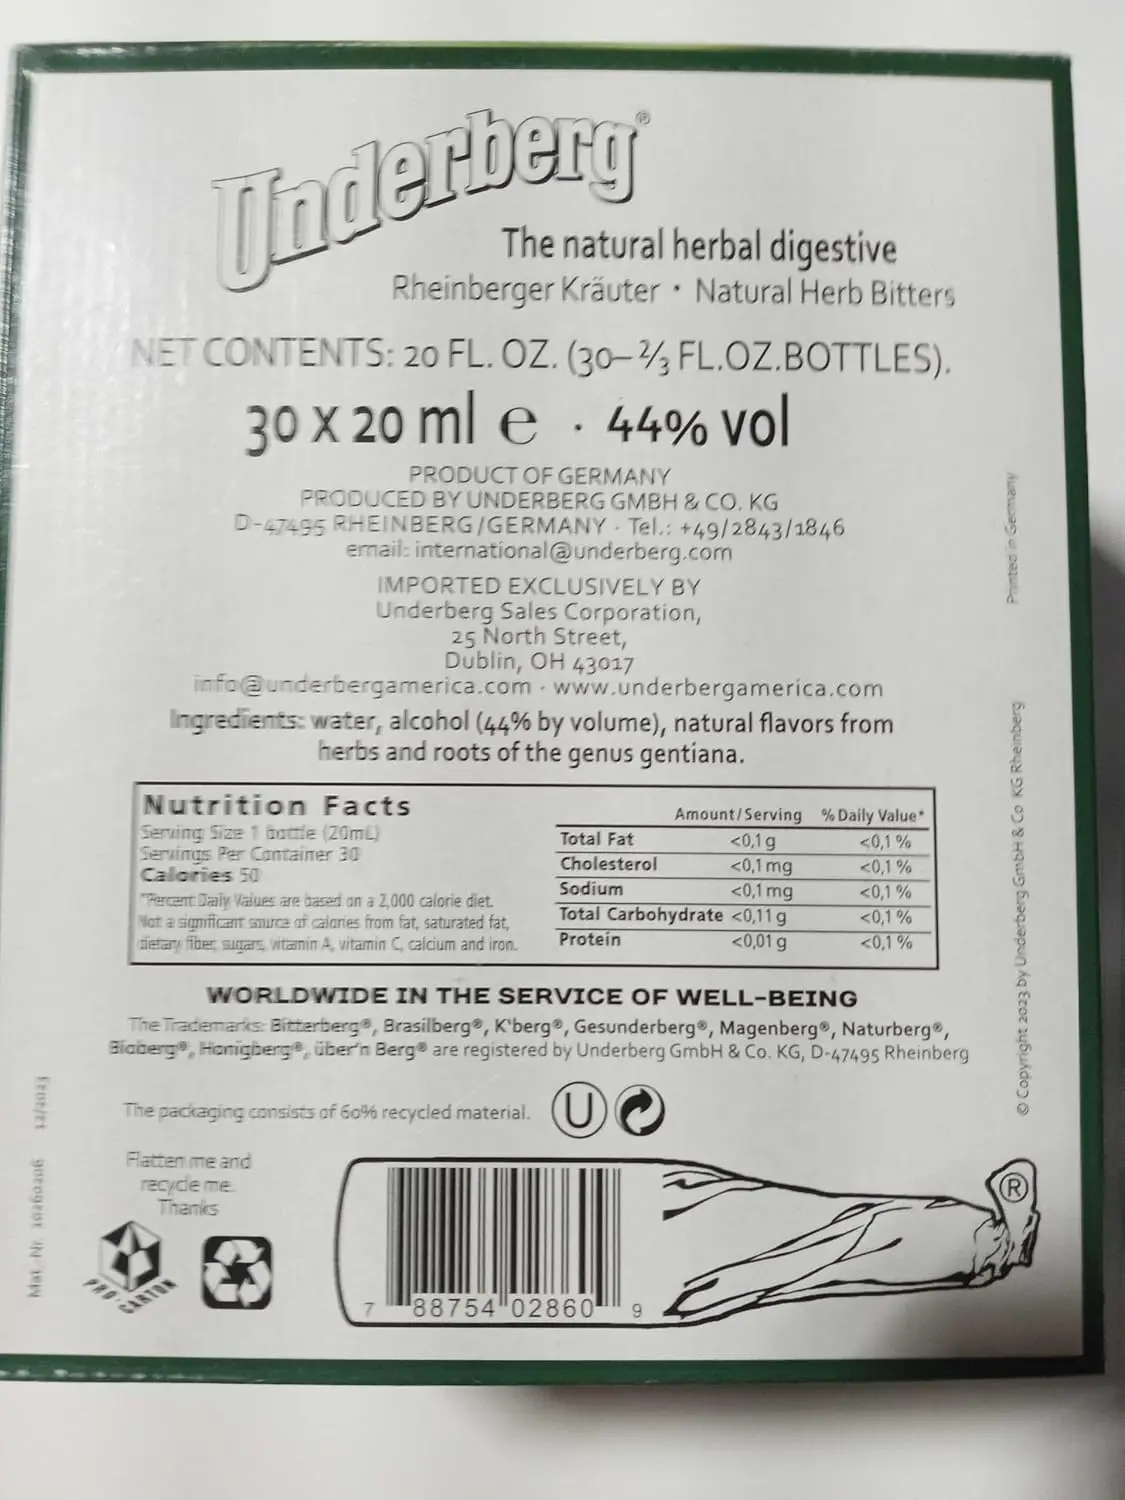 Underberg®
The natural herbal digestive
Rheinberger Kräuter • Natural Herb Bitters
NET CONTENTS: 20 FL. OZ. (30–⅔ FL.OZ.BOTTLES).
30 X 20 ml e · 44% vol
PRODUCT OF GERMANY
PRODUCED BY UNDERBERG GMBH & CO. KG
D-47495 RHEINBERG/GERMANY · Tel.: +49/2843/1846
email: international@underberg.com
IMPORTED EXCLUSIVELY BY
Underberg Sales Corporation,
25 North Street,
Dublin, OH 43017
info@underbergamerica.com · www.underbergamerica.com
Ingredients: water, alcohol (44% by volume), natural flavors from
herbs and roots of the genus gentiana.
Nutrition Facts
Serving Size 1 bottle (20mL)
Servings Per Container 30
Calories 50
*Percent Daily Values are based on a 2,000 calorie diet.
Not a significant source of calories from fat, saturated fat,
dietary fiber, sugars, vitamin A, vitamin C, calcium and iron.
Amount/Serving % Daily Value*
Total Fat <0,1 g <0,1 %
Cholesterol <0,1 mg <0,1 %
Sodium <0,1 mg <0,1 %
Total Carbohydrate <0,11 g <0,1 %
Protein <0,01 g <0,1 %
WORLDWIDE IN THE SERVICE OF WELL-BEING
The Trademarks: Bitterberg®, Brasilberg®, K'berg®, Gesunderberg®, Magenberg®, Naturberg®,
Bioberg®, Honigberg®, über'n Berg® are registered by Underberg GmbH & Co. KG, D-47495 Rheinberg
The packaging consists of 60% recycled material. U
Flatten me and
recycle me.
Thanks
PRO-CARTON
7 88754 02860 9
®
Mat.-Nr. 10260206 12/2023
© Copyright 2023 by Underberg GmbH & Co KG Rheinberg
Printed in Germany